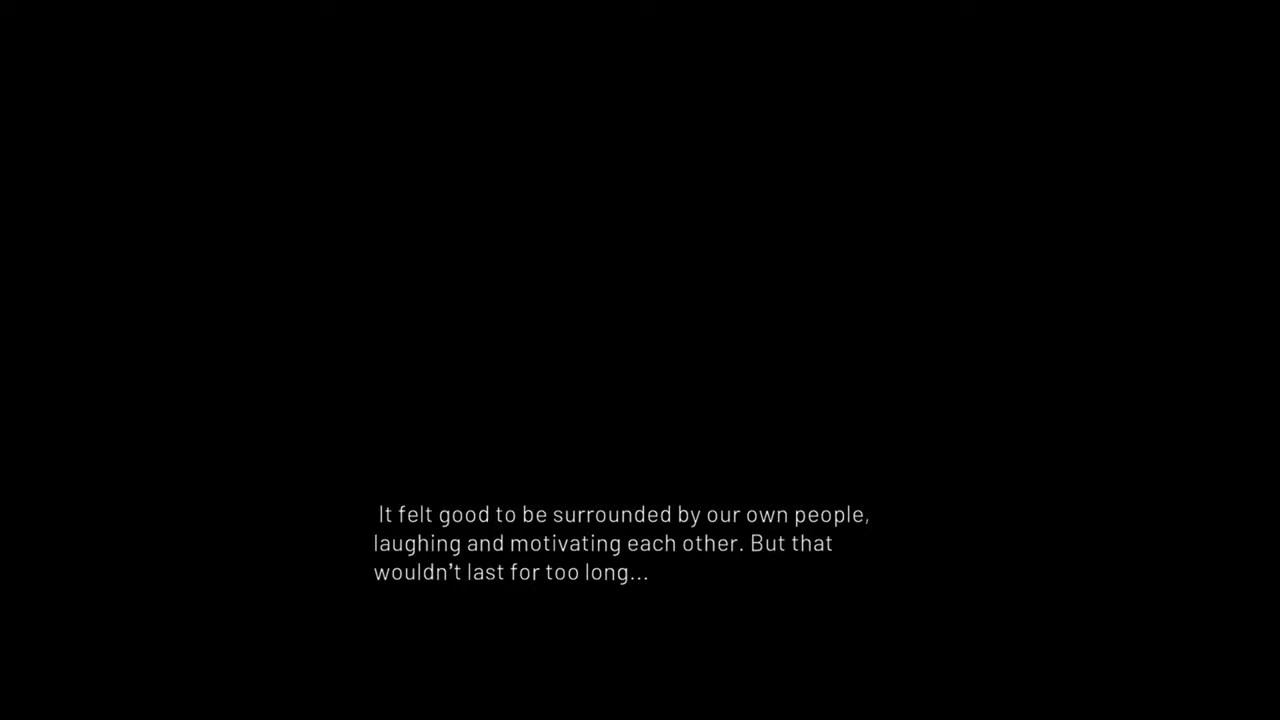 It felt good to be surrounded by our own people,
laughing and motivating each other. But that
wouldn't last for too long...